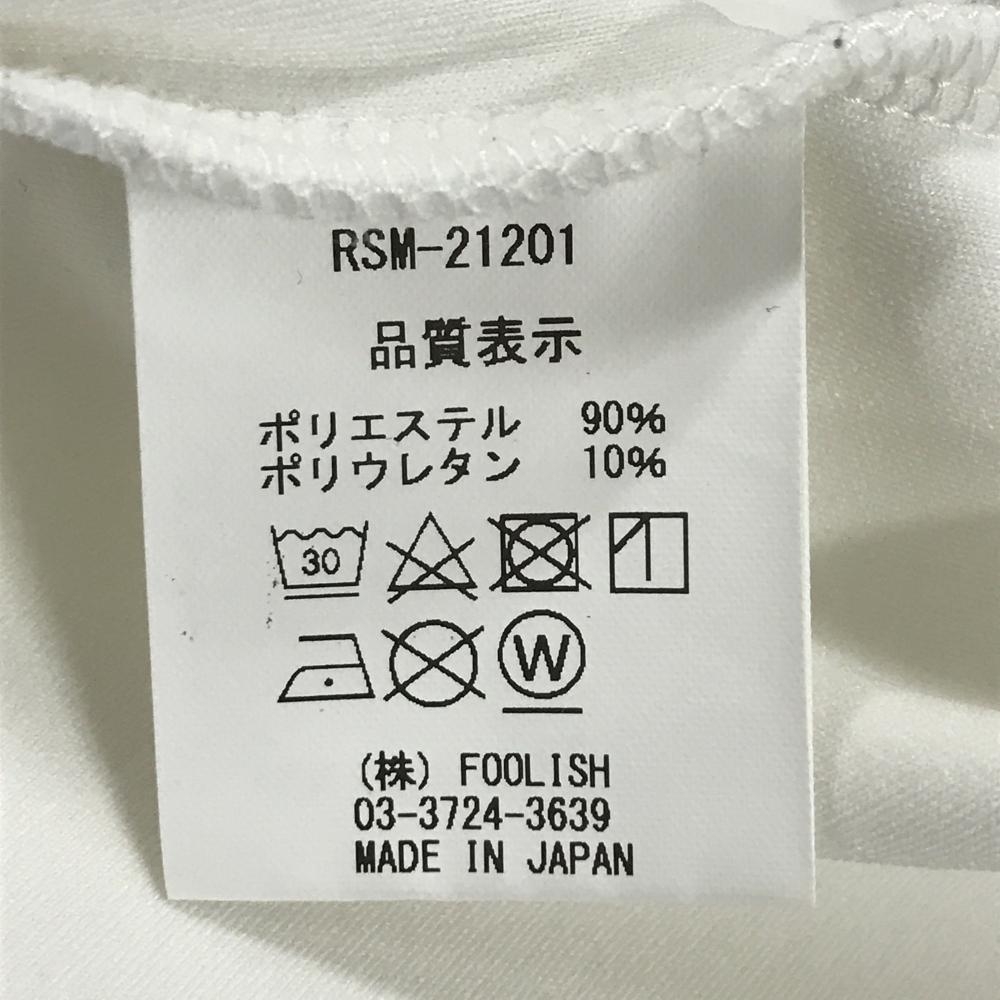 RSM-21201
品質表示
ポリエステル 90%
ポリウレタン 10%
30
W
(株) FOOLISH
03-3724-3639
MADE IN JAPAN